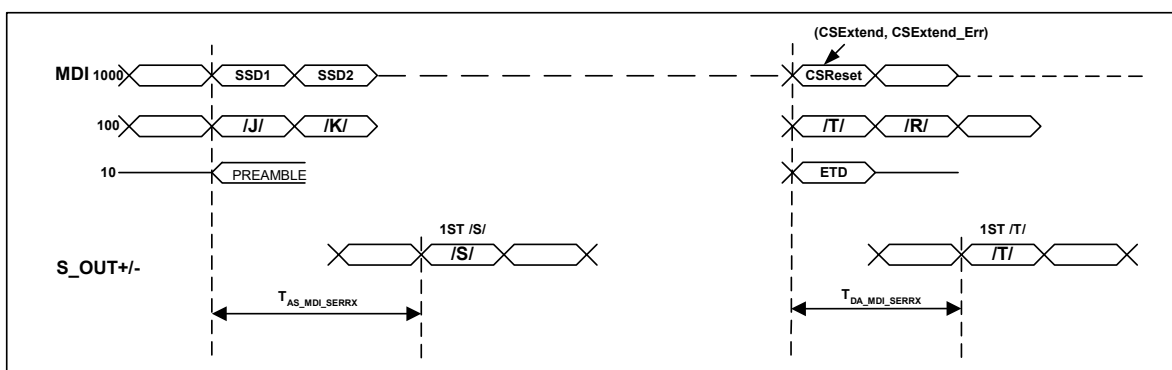 (CSExtend, CSExtend_Err)
MDI 1000 SSD1 SSD2 CSReset
100 /J/ /K/ /T/ /R/
10 PREAMBLE ETD
1ST /S/ 1ST /T/
S_OUT+/- /S/ /T/
TAS_MDI_SERRX TDA_MDI_SERRX